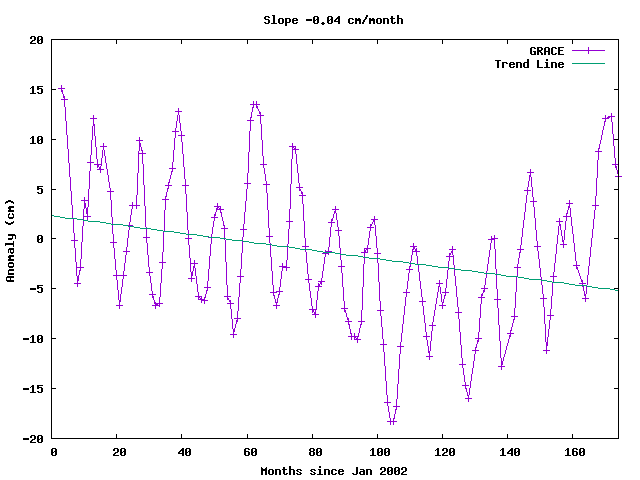 Slope -0.04 cm/month
GRACE
Trend Line
20
15
10
5
0
-5
-10
-15
-20
Anomaly (cm)
0 20 40 60 80 100 120 140 160
Months since Jan 2002